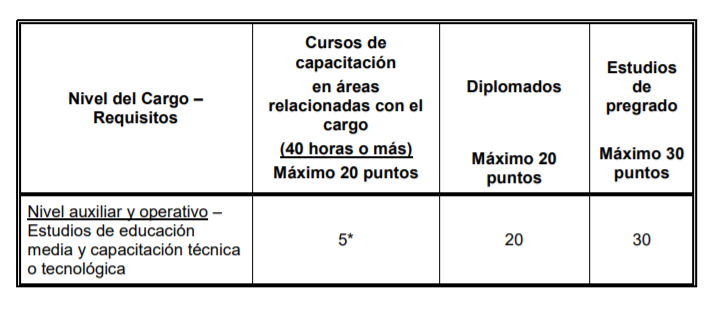 Nivel del Cargo –
Requisitos
Cursos de
capacitación
en áreas
relacionadas con el
cargo
(40 horas o más)
Máximo 20 puntos
Diplomados
Máximo 20
puntos
Estudios
de
pregrado
Máximo 30
puntos
Nivel auxiliar y operativo –
Estudios de educación
media y capacitación técnica
o tecnológica
5*
20
30